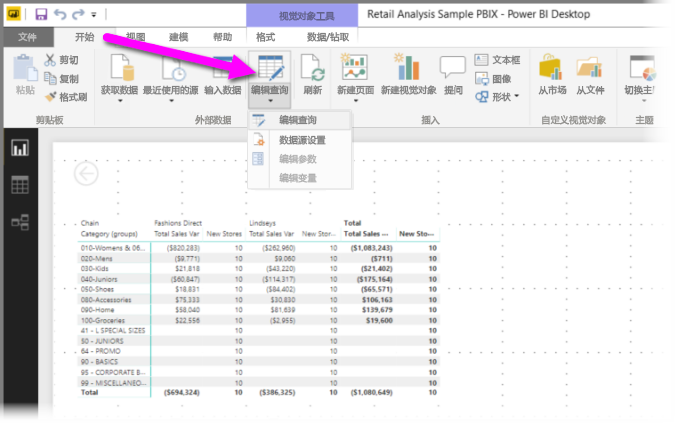 视觉对象工具 Retail Analysis Sample PBIX - Power BI Desktop
文件 开始 视图 建模 帮助 格式 数据/钻取
粘贴 剪切 复制 格式刷 获取数据 最近使用的源 输入数据 编辑查询 刷新 新建页面 新建视觉对象 提问 文本框 图像 形状 从市场 从文件 切换主
剪贴板 外部数据 插入 自定义视觉对象 主题
编辑查询
数据源设置
编辑参数
编辑变量
Chain Fashions Direct Lindseys Total
Category (groups) Total Sales Var New Stores Total Sales Var New Stor... Total Sales ... New Sto...
010-Womens & 06... ($820,283) 10 ($262,960) 10 ($1,083,243) 10
020-Mens ($9,771) 10 $9,060 10 ($711) 10
030-Kids $21,818 10 ($43,220) 10 ($21,402) 10
040-Juniors ($60,847) 10 ($114,317) 10 ($175,164) 10
050-Shoes $18,831 10 ($84,402) 10 ($65,571) 10
080-Accessories $75,333 10 $30,830 10 $106,163 10
090-Home $58,040 10 $81,639 10 $139,679 10
100-Groceries $22,556 10 ($2,955) 10 $19,600 10
41 - L SPECIAL SIZES 10 10 10
50 - JUNIORS 10 10 10
64 - PROMO 10 10 10
90 - BASICS 10 10 10
95 - CORPORATE B... 10 10 10
99 - MISCELLANEO... 10 10 10
Total ($694,324) 10 ($386,325) 10 ($1,080,649) 10